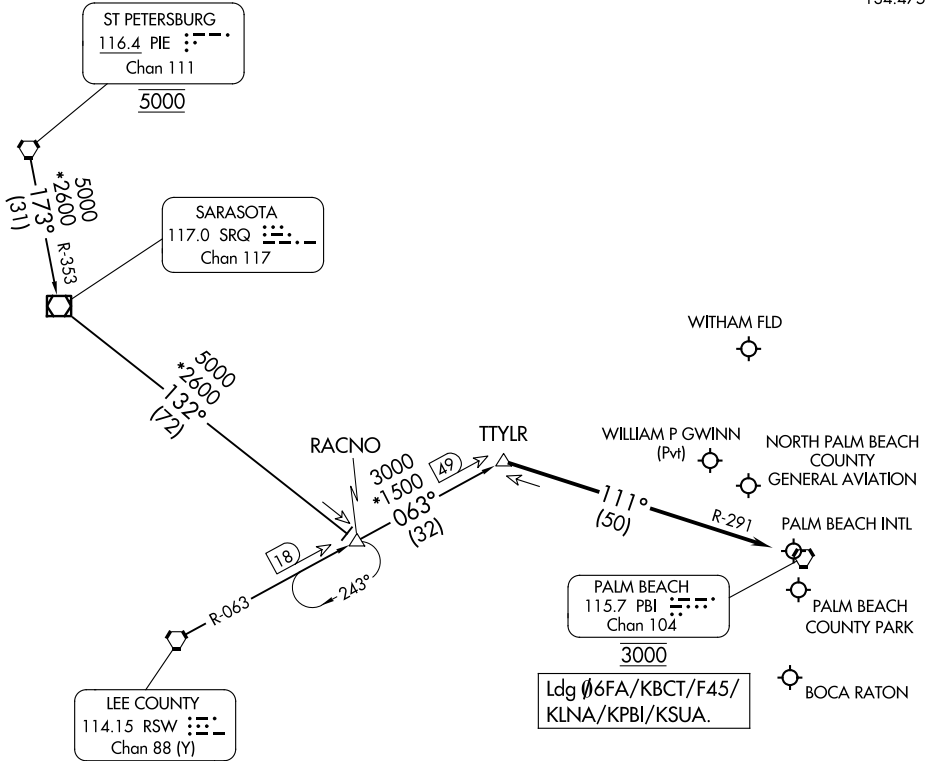 134.475
ST PETERSBURG
116.4 PIE
Chan 111
5000
5000
*2600
173°
(31)
R-353
SARASOTA
117.0 SRQ
Chan 117
5000
*2600
132°
(72)
RACNO
3000
*1500
063°
(32)
49
TTYLR
18
243°
R-063
LEE COUNTY
114.15 RSW
Chan 88 (Y)
111°
(50)
R-291
WITHAM FLD
WILLIAM P GWINN
(Pvt)
NORTH PALM BEACH
COUNTY
GENERAL AVIATION
PALM BEACH INTL
PALM BEACH
115.7 PBI
Chan 104
3000
PALM BEACH
COUNTY PARK
Ldg Ø6FA/KBCT/F45/
KLNA/KPBI/KSUA.
BOCA RATON